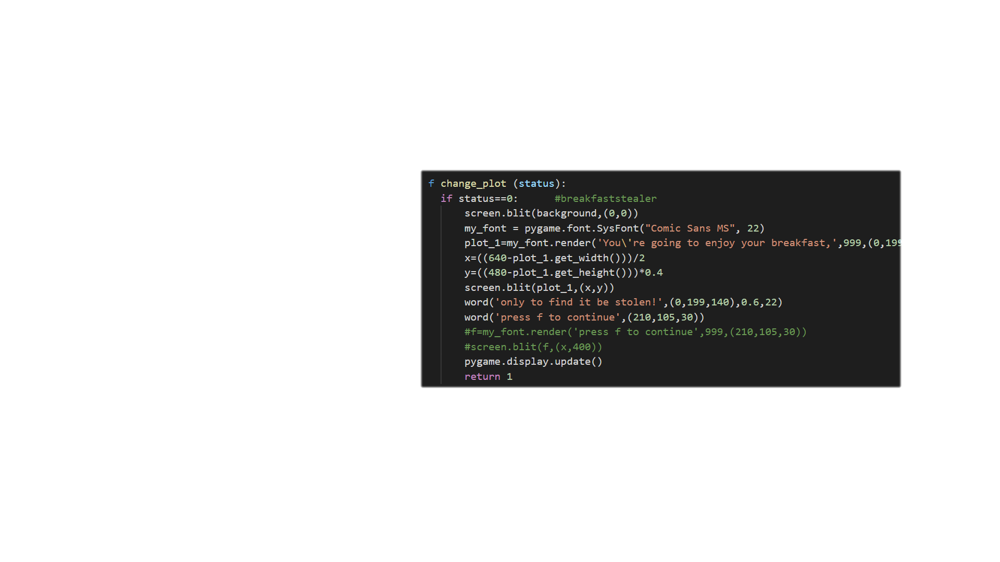 f change_plot (status):
if status==0:      #breakfaststealer
screen.blit(background,(0,0))
my_font = pygame.font.SysFont("Comic Sans MS", 22)
plot_1=my_font.render('You\'re going to enjoy your breakfast,',999,(0,199
x=((640-plot_1.get_width()))/2
y=((480-plot_1.get_height()))*0.4
screen.blit(plot_1,(x,y))
word('only to find it be stolen!',(0,199,140),0.6,22)
word('press f to continue',(210,105,30))
#f=my_font.render('press f to continue',999,(210,105,30))
#screen.blit(f,(x,400))
pygame.display.update()
return 1